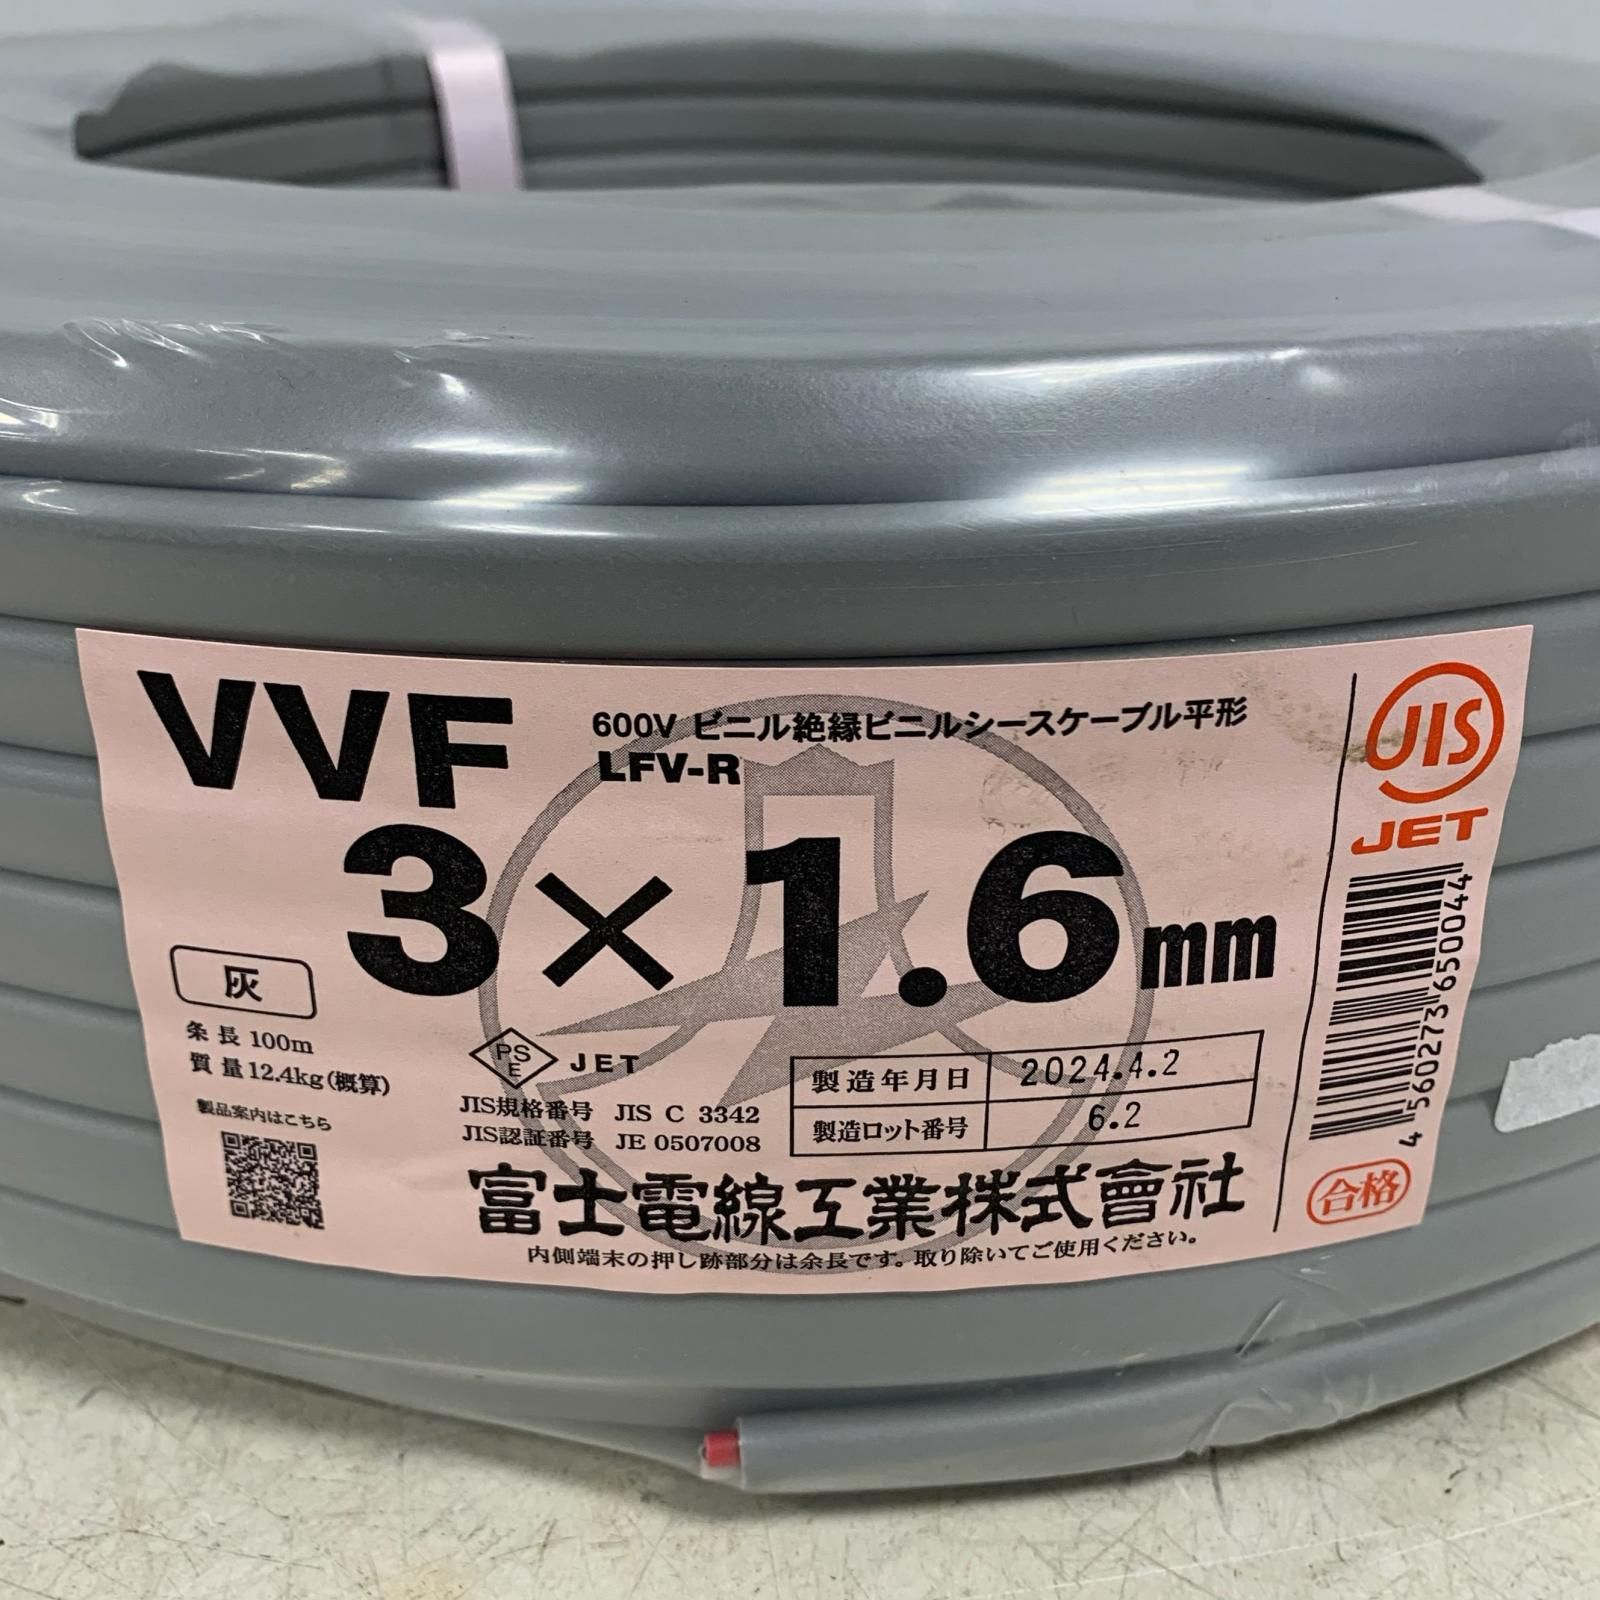 VVF
600V ビニル絶縁ビニルシースケーブル平形
LFV-R
3×1.6mm
灰
条長 100m
質量 12.4kg(概算)
製品案内はこちら
PS
E
JET
JIS規格番号 JIS C 3342
JIS認証番号 JE 0507008
製造年月日 2024.4.2
製造ロット番号 6.2
富士電線工業株式會社
内側端末の押し跡部分は余長です。取り除いてご使用ください。
JIS
JET
4560273650044
合格